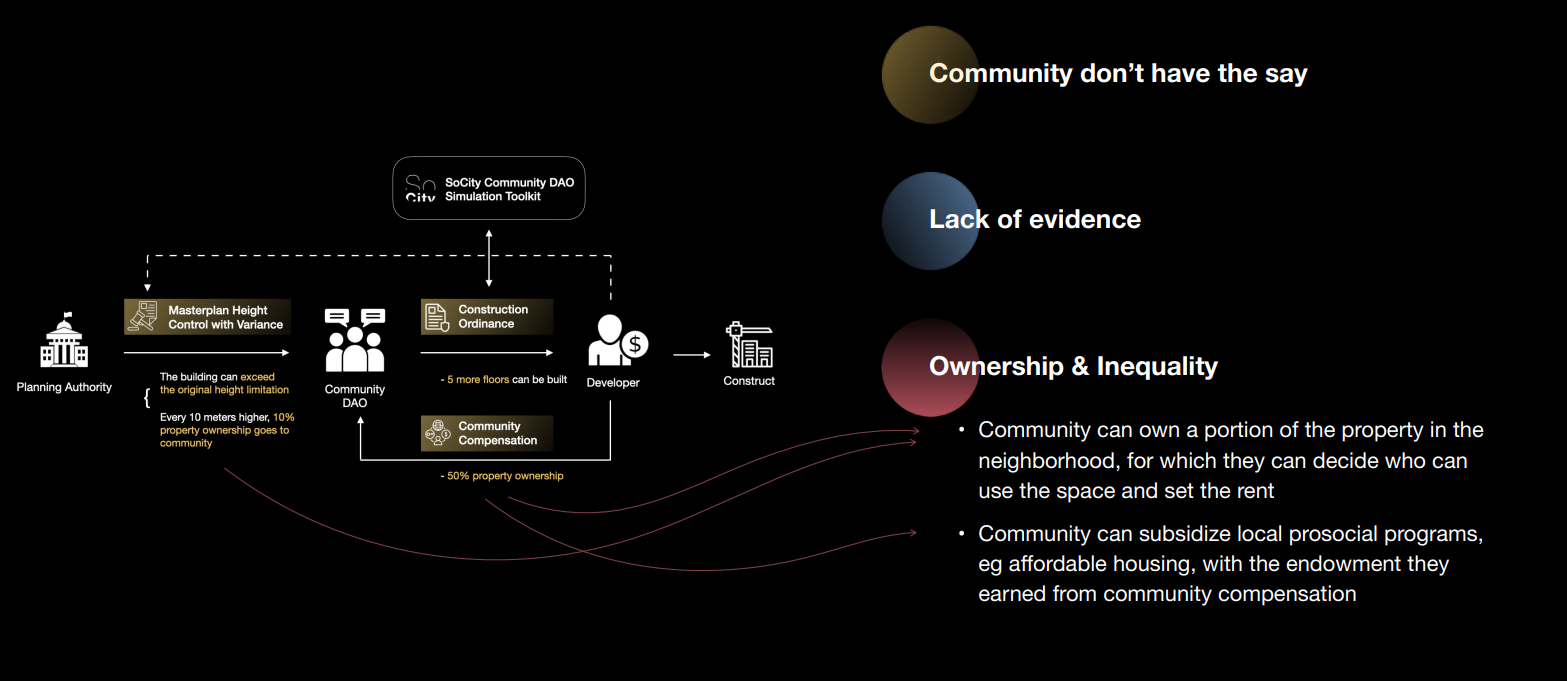 Community don’t have the say
SoCity Community DAO
Simulation Toolkit
So
City
Lack of evidence
Masterplan Height
Control with Variance
Construction
Ordinance
$
Planning Authority
The building can exceed
the original height limitation
Every 10 meters higher, 10%
property ownership goes to
community
Community
DAO
- 5 more floors can be built
Developer
Construct
Community
Compensation
- 50% property ownership
Ownership & Inequality
• Community can own a portion of the property in the
neighborhood, for which they can decide who can
use the space and set the rent
• Community can subsidize local prosocial programs,
eg affordable housing, with the endowment they
earned from community compensation